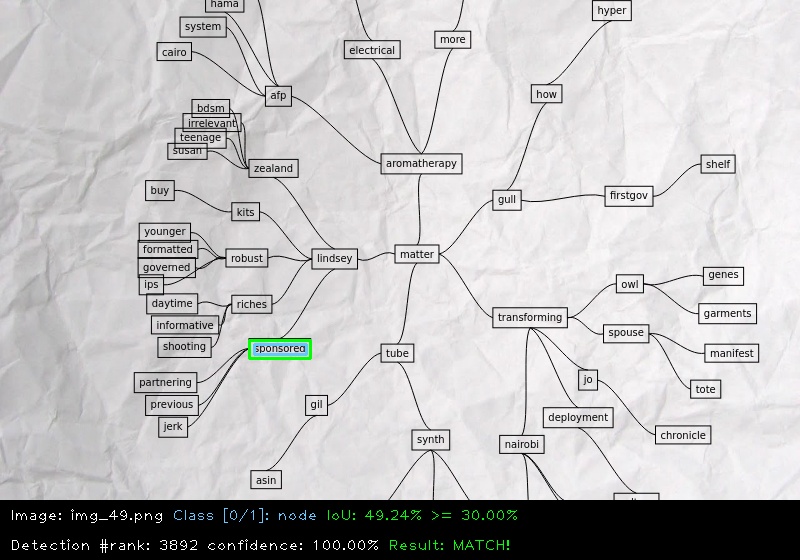 hama
hyper
system
more
electrical
cairo
afp
how
bdsm
irrelevant
teenage
susan
aromatherapy
shelf
zealand
buy
firstgov
gull
kits
younger
formatted
matter
robust
lindsey
governed
genes
ips
owl
daytime
riches
garments
transforming
informative
spouse
shooting
sponsored
tube
manifest
partnering
jo
tote
previous
gil
deployment
jerk
chronicle
synth
nairobi
asin
Image: img_49.png Class [0/1]: node IoU: 49.24% >= 30.00%
Detection #rank: 3892 confidence: 100.00% Result: MATCH!